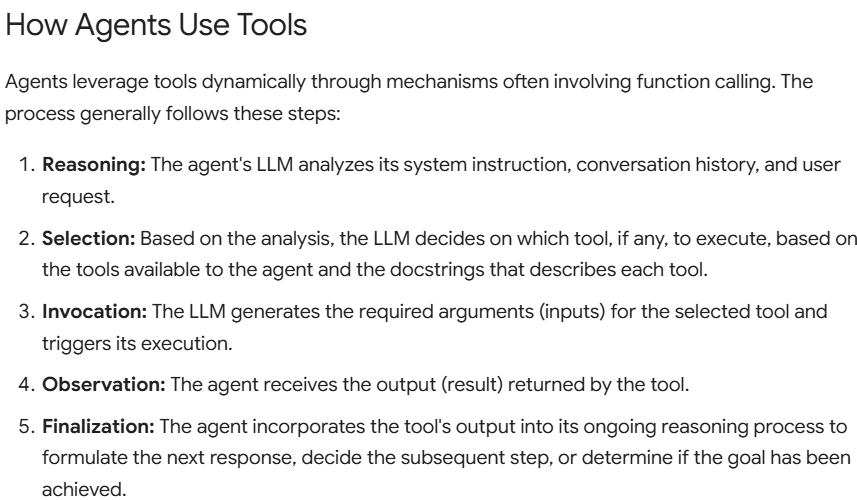 How Agents Use Tools
Agents leverage tools dynamically through mechanisms often involving function calling. The
process generally follows these steps:
1. Reasoning: The agent's LLM analyzes its system instruction, conversation history, and user
request.
2. Selection: Based on the analysis, the LLM decides on which tool, if any, to execute, based on
the tools available to the agent and the docstrings that describes each tool.
3. Invocation: The LLM generates the required arguments (inputs) for the selected tool and
triggers its execution.
4. Observation: The agent receives the output (result) returned by the tool.
5. Finalization: The agent incorporates the tool's output into its ongoing reasoning process to
formulate the next response, decide the subsequent step, or determine if the goal has been
achieved.